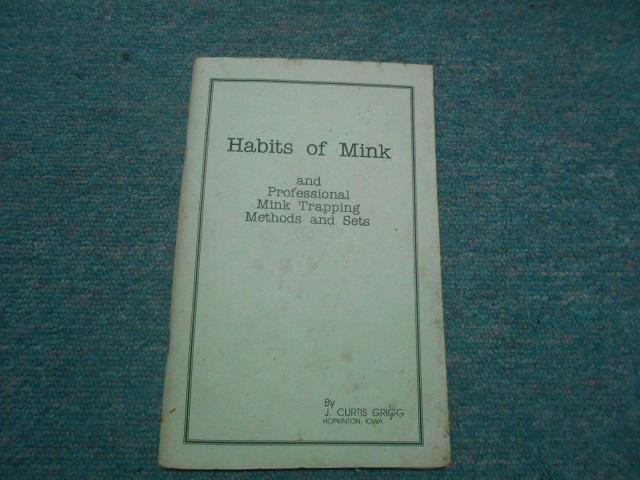 Habits of Mink
and
Professional
Mink Trapping
Methods and Sets
By
J. CURTIS GRIGG
HOPKINTON, IOWA